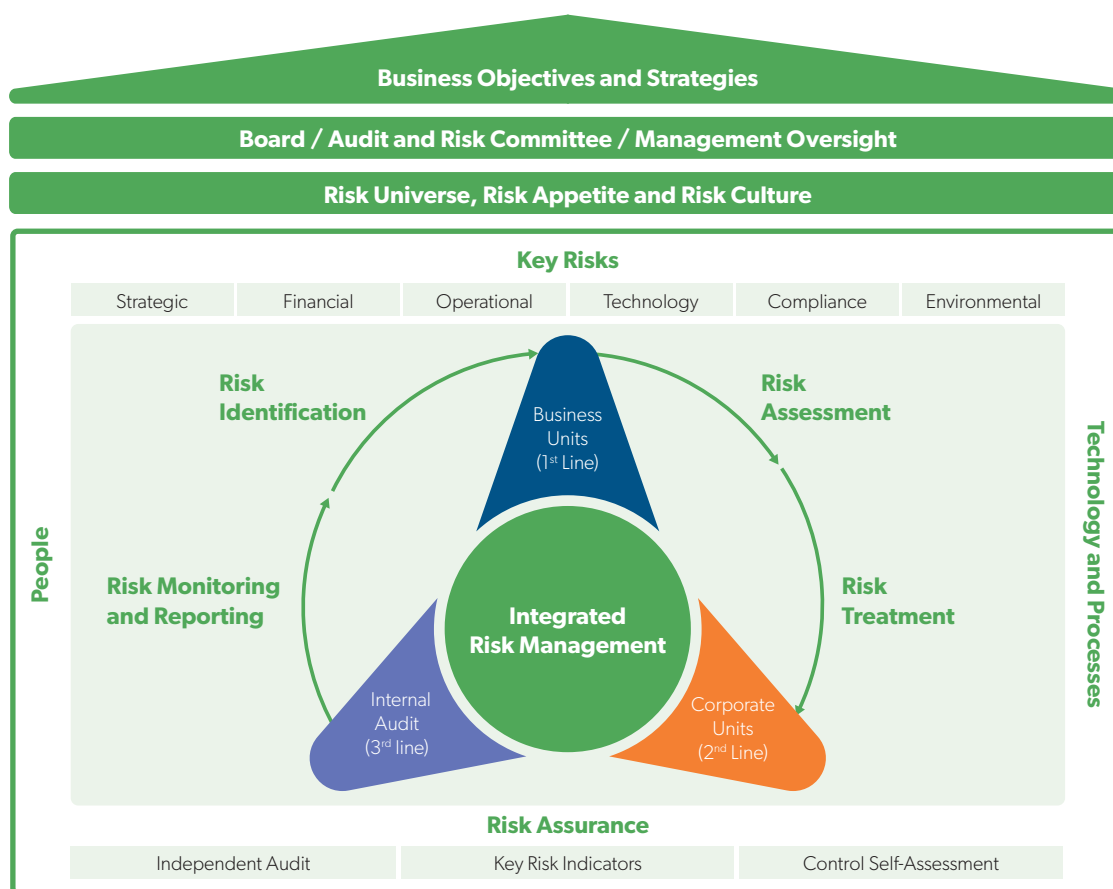 Business Objectives and Strategies
Board / Audit and Risk Committee / Management Oversight
Risk Universe, Risk Appetite and Risk Culture
Key Risks
Strategic
Financial
Operational
Technology
Compliance
Environmental
Risk
Identification
Business
Units
(1st Line)
Risk
Assessment
People
Technology and Processes
Risk Monitoring
and Reporting
Integrated
Risk Management
Risk
Treatment
Internal
Audit
(3rd line)
Corporate
Units
(2nd Line)
Risk Assurance
Independent Audit
Key Risk Indicators
Control Self-Assessment